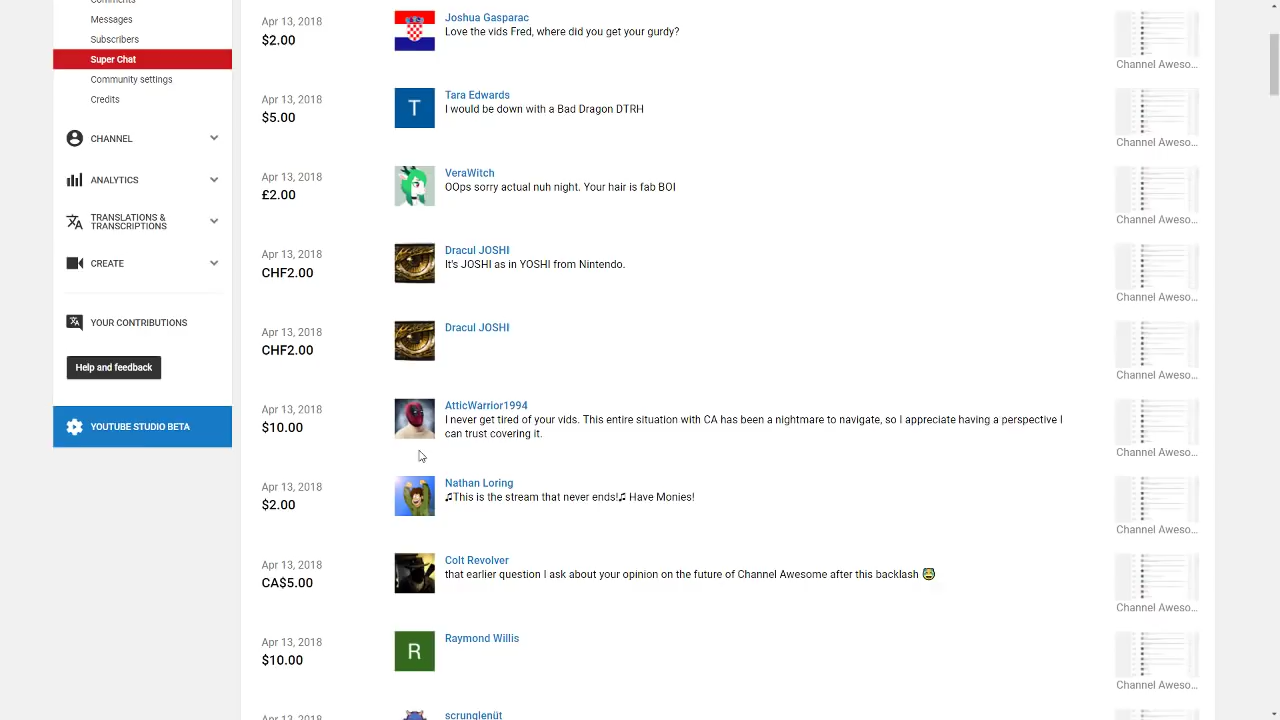 Comments
Messages
Subscribers
Super Chat
Community settings
Credits
CHANNEL
ANALYTICS
TRANSLATIONS &
TRANSCRIPTIONS
CREATE
YOUR CONTRIBUTIONS
Help and feedback
YOUTUBE STUDIO BETA
Apr 13, 2018
$2.00
Joshua Gasparac
Love the vids Fred, where did you get your gurdy?
Channel Aweso...
Apr 13, 2018
$5.00
T
Tara Edwards
I would be down with a Bad Dragon DTRH
Channel Aweso...
Apr 13, 2018
£2.00
VeraWitch
Oops sorry actual nuh night. Your hair is fab BOI
Channel Aweso...
Apr 13, 2018
CHF2.00
Dracul JOSHI
It's JOSHI as in YOSHI from Nintendo.
Channel Aweso...
Apr 13, 2018
CHF2.00
Dracul JOSHI
Channel Aweso...
Apr 13, 2018
$10.00
AtticWarrior1994
I never get tired of your vids. This entire situation with CA has been a nightmare to navigate, so I appreciate having a perspective I
can trust covering it.
Channel Aweso...
Apr 13, 2018
$2.00
Nathan Loring
♫This is the stream that never ends!♫ Have Monies!
Channel Aweso...
Apr 13, 2018
CA$5.00
Colt Revolver
that earlier question I ask about your opinion on the future of Channel Awesome after this backlash
Channel Aweso...
Apr 13, 2018
$10.00
R
Raymond Willis
Channel Aweso...
Apr 13, 2018
scrunglenüt